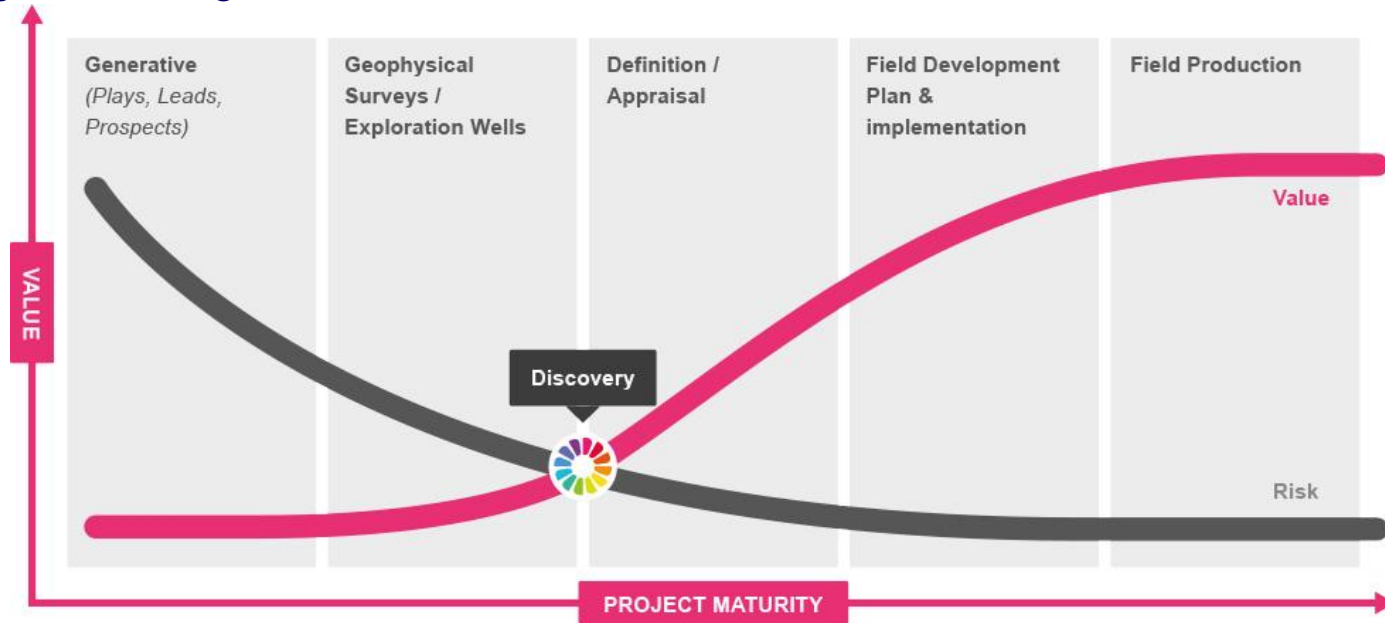 Generative
(Plays, Leads,
Prospects)
Geophysical
Surveys /
Exploration Wells
Definition /
Appraisal
Field Development
Plan &
implementation
Field Production
Value
VALUE
Discovery
Risk
PROJECT MATURITY